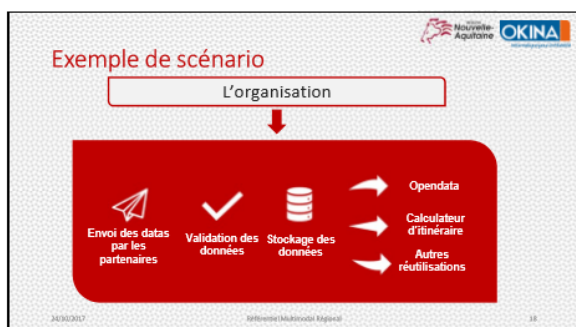 Nouvelle-
Aquitaine
OKINA
Exemple de scénario
L'organisation
Envoi des datas
par les
partenaires
Validation des
données
Stockage des
données
Opendata
Calculateur
d'itinéraire
Autres
réutilisations
24/10/2017
Référentiel Multimodal Régional